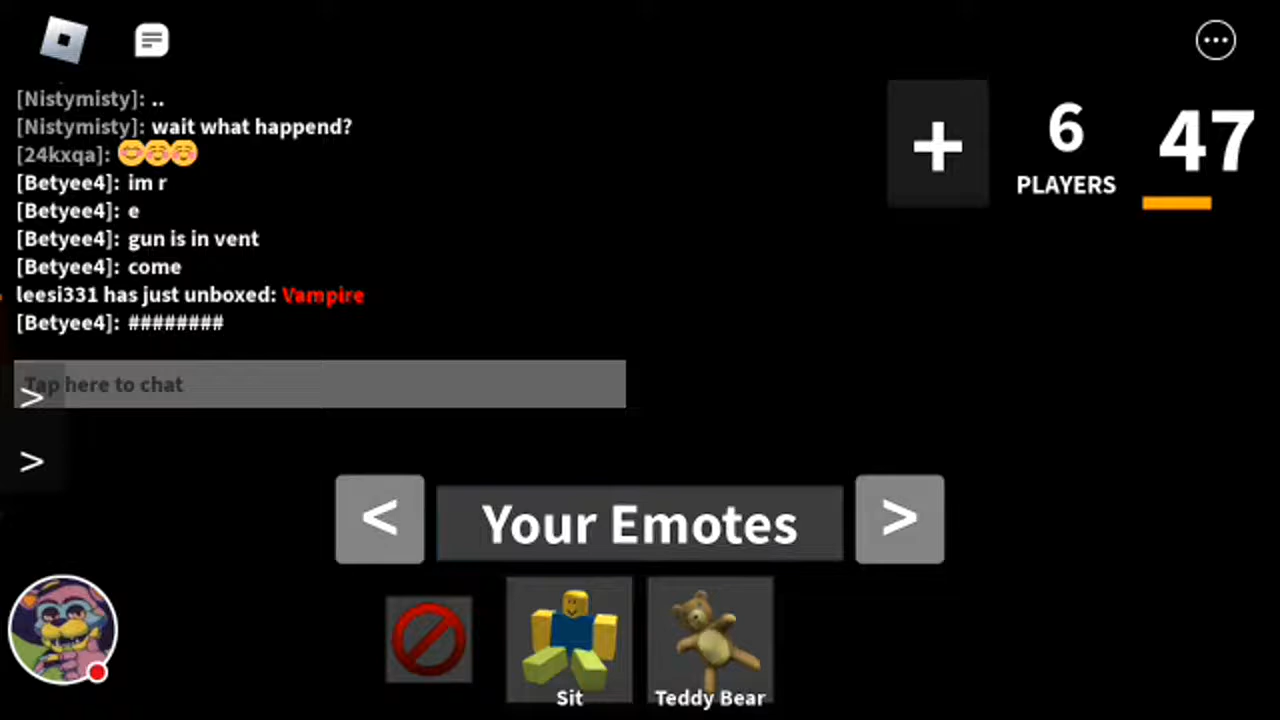 [Nistymisty]: ..
[Nistymisty]: wait what happend?
[24kxqa]: 😊😊😊
[Betyee4]: im r
[Betyee4]: e
[Betyee4]: gun is in vent
[Betyee4]: come
leesi331 has just unboxed: Vampire
[Betyee4]: ########
Tap here to chat
>
>
+
6
PLAYERS
47
<
Your Emotes
>
Sit
Teddy Bear